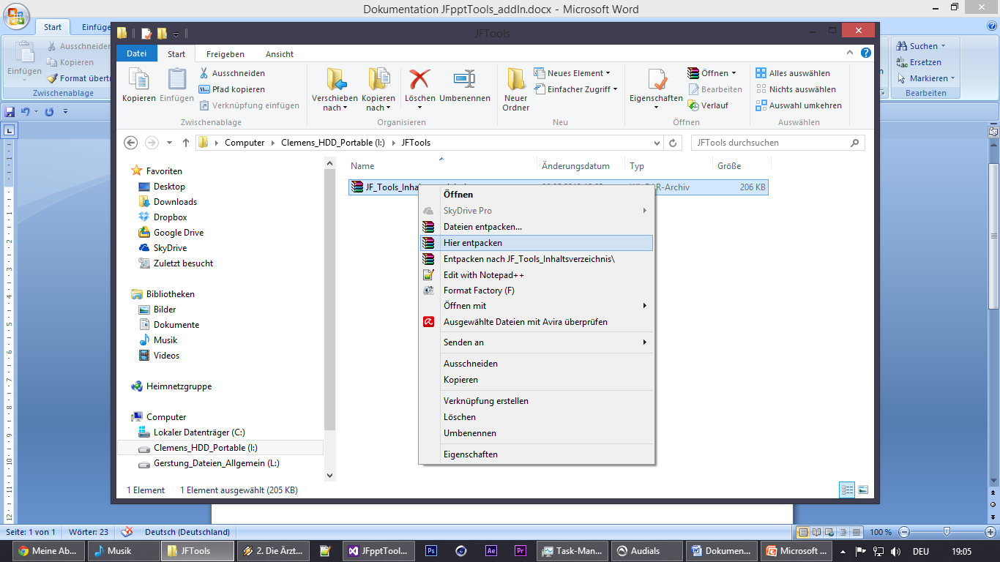 Dokumentation JFpptTools_addIn.docx - Microsoft Word
Start
Einfüge
Ausschneiden
Kopieren
Einfügen
Format übertr
Zwischenablage
Suchen
Ersetzen
Markieren
Bearbeiten
JFTools
Datei
Start
Freigeben
Ansicht
Kopieren
Einfügen
Ausschneiden
Pfad kopieren
Verknüpfung einfügen
Zwischenablage
Verschieben nach
Kopieren nach
Löschen
Umbenennen
Organisieren
Neuer Ordner
Neues Element
Einfacher Zugriff
Neu
Eigenschaften
Öffnen
Bearbeiten
Verlauf
Öffnen
Alles auswählen
Nichts auswählen
Auswahl umkehren
Auswählen
Computer
Clemens_HDD_Portable (I:)
JFTools
JFTools durchsuchen
Name
Änderungsdatum
Typ
Größe
JF_Tools_Inha
R-Archiv
206 KB
Favoriten
Desktop
Downloads
Dropbox
Google Drive
SkyDrive
Zuletzt besucht
Bibliotheken
Bilder
Dokumente
Musik
Videos
Heimnetzgruppe
Computer
Lokaler Datenträger (C:)
Clemens_HDD_Portable (I:)
Gerstung_Dateien_Allgemein (L:)
Öffnen
SkyDrive Pro
Dateien entpacken...
Hier entpacken
Entpacken nach JF_Tools_Inhaltsverzeichnis\
Edit with Notepad++
Format Factory (F)
Öffnen mit
Ausgewählte Dateien mit Avira überprüfen
Senden an
Ausschneiden
Kopieren
Verknüpfung erstellen
Löschen
Umbenennen
Eigenschaften
1 Element
1 Element ausgewählt (205 KB)
Seite: 1 von 1
Wörter: 23
Deutsch (Deutschland)
100 %
Meine Ab...
Musik
JFTools
2. Die Ärzt...
JFpptTool...
Ps
Ae
Pr
Task-Man...
Audials
Dokumen...
Microsoft ...
DEU
19:05